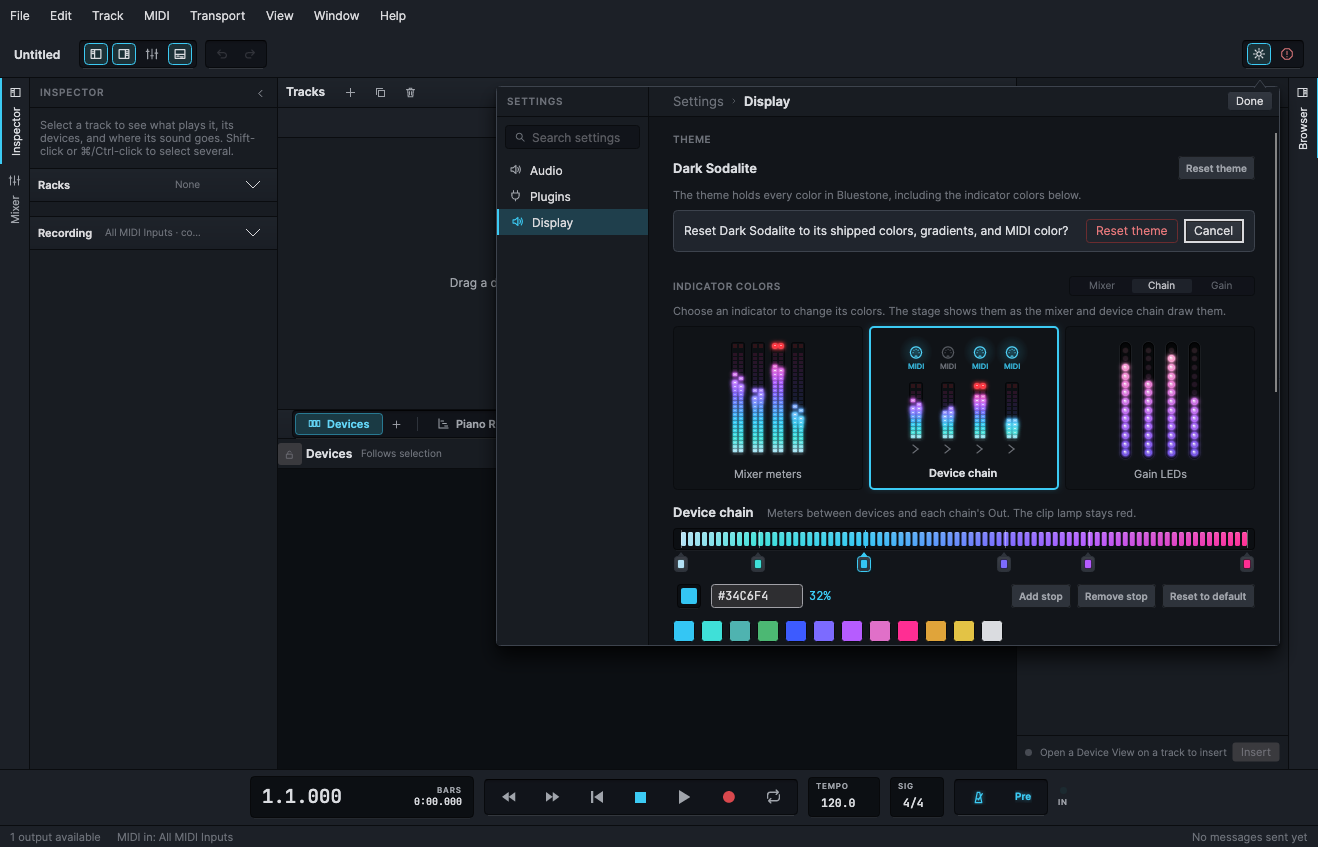 File Edit Track MIDI Transport View Window Help
Untitled
Inspector
Mixer
INSPECTOR
Select a track to see what plays it, its
devices, and where its sound goes. Shift-
click or ⌘/Ctrl-click to select several.
Racks None
Recording All MIDI Inputs · co...
Tracks
Drag a d
Devices
Piano R
Devices Follows selection
SETTINGS
Search settings
Audio
Plugins
Display
Settings › Display
Done
THEME
Dark Sodalite
Reset theme
The theme holds every color in Bluestone, including the indicator colors below.
Reset Dark Sodalite to its shipped colors, gradients, and MIDI color?
Reset theme
Cancel
INDICATOR COLORS
Mixer Chain Gain
Choose an indicator to change its colors. The stage shows them as the mixer and device chain draw them.
MIDI MIDI MIDI MIDI
Mixer meters
Device chain
Gain LEDs
Device chain Meters between devices and each chain's Out. The clip lamp stays red.
#34C6F4 32%
Add stop
Remove stop
Reset to default
Browser
Open a Device View on a track to insert
Insert
1.1.000
BARS
0:00.000
TEMPO
120.0
SIG
4/4
Pre
IN
1 output available MIDI in: All MIDI Inputs
No messages sent yet